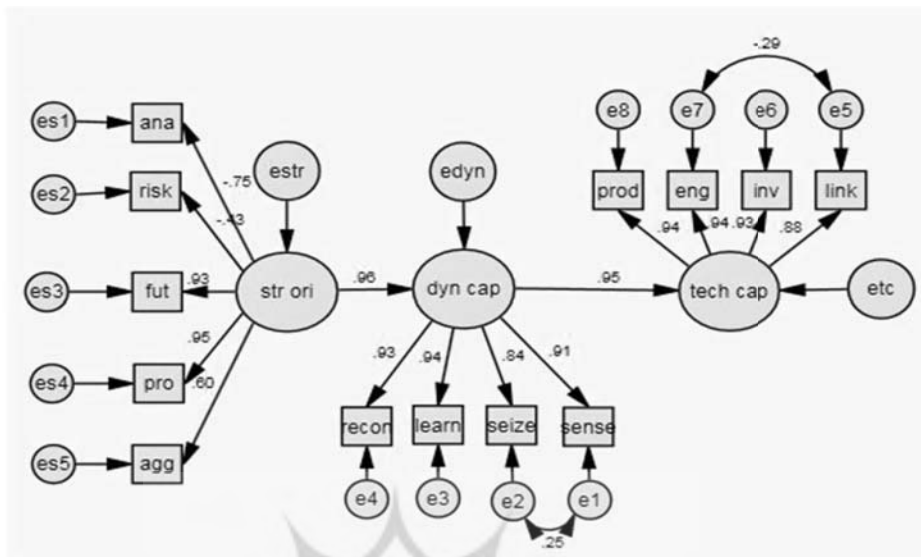 -.29
es1
ana
e8
e7
e6
e5
es2
risk
-.75
estr
edyn
prod
eng
inv
link
-.43
.94
.94
.93
.88
es3
fut
.93
str ori
.96
dyn cap
.95
tech cap
etc
.95
.93
.94
.84
.91
es4
pro
.60
recon
learn
seize
sense
es5
agg
e4
e3
e2
e1
.25